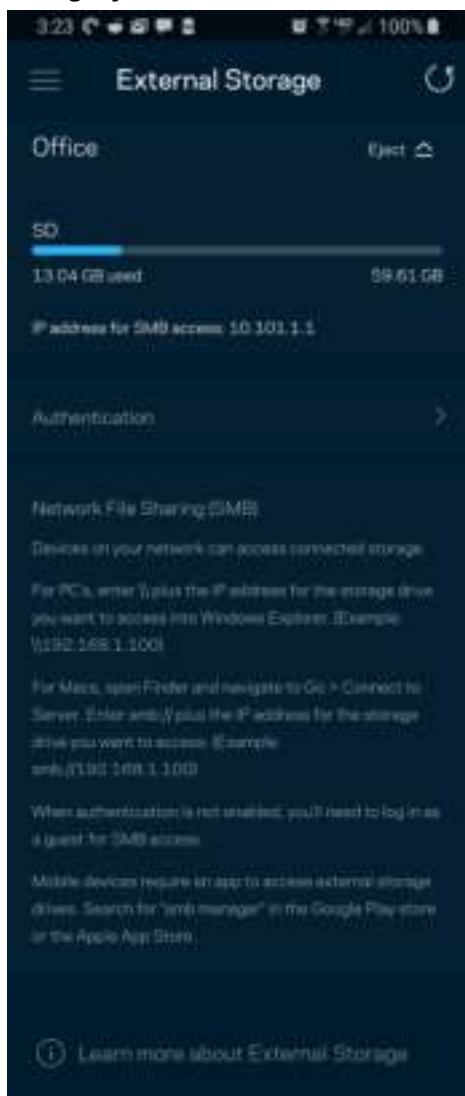 3:23 100%
External Storage
Office Eject
SD
13.04 GB used 59.61 GB
IP address for SMB access: 10.101.1.1
Authentication
Network File Sharing (SMB)
Devices on your network can access connected storage.
For PC's, enter \\ plus the IP address for the storage drive
you want to access into Windows Explorer. (Example:
\\192.168.1.100)
For Macs, open Finder and navigate to Go > Connect to
Server. Enter smb:// plus the IP address for the storage
drive you want to access. (Example:
smb://192.168.1.100)
When authentication is not enabled, you'll need to log in as
a guest for SMB access.
Mobile devices require an app to access external storage
drives. Search for "smb manager" in the Google Play store
or the Apple App Store.
Learn more about External Storage